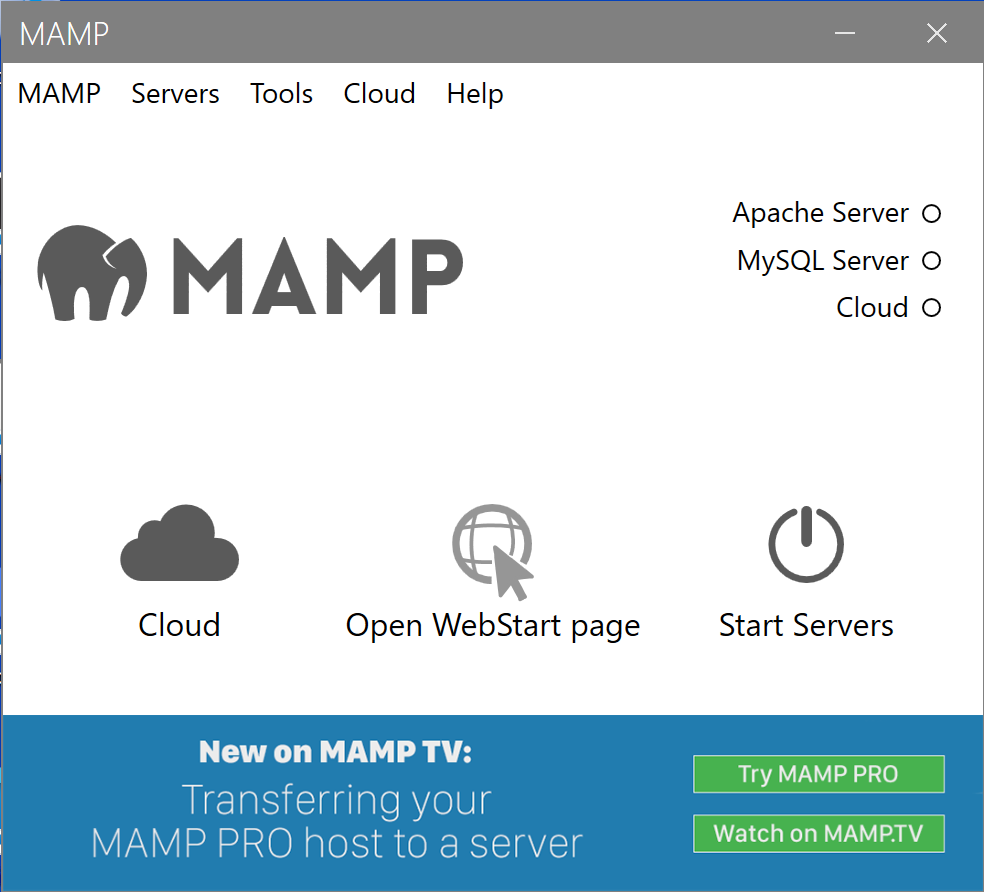 MAMP
MAMP Servers Tools Cloud Help
Apache Server
MAMP
MySQL Server
Cloud
Cloud
Open WebStart page
Start Servers
New on MAMP TV:
Transferring your
MAMP PRO host to a server
Try MAMP PRO
Watch on MAMP.TV